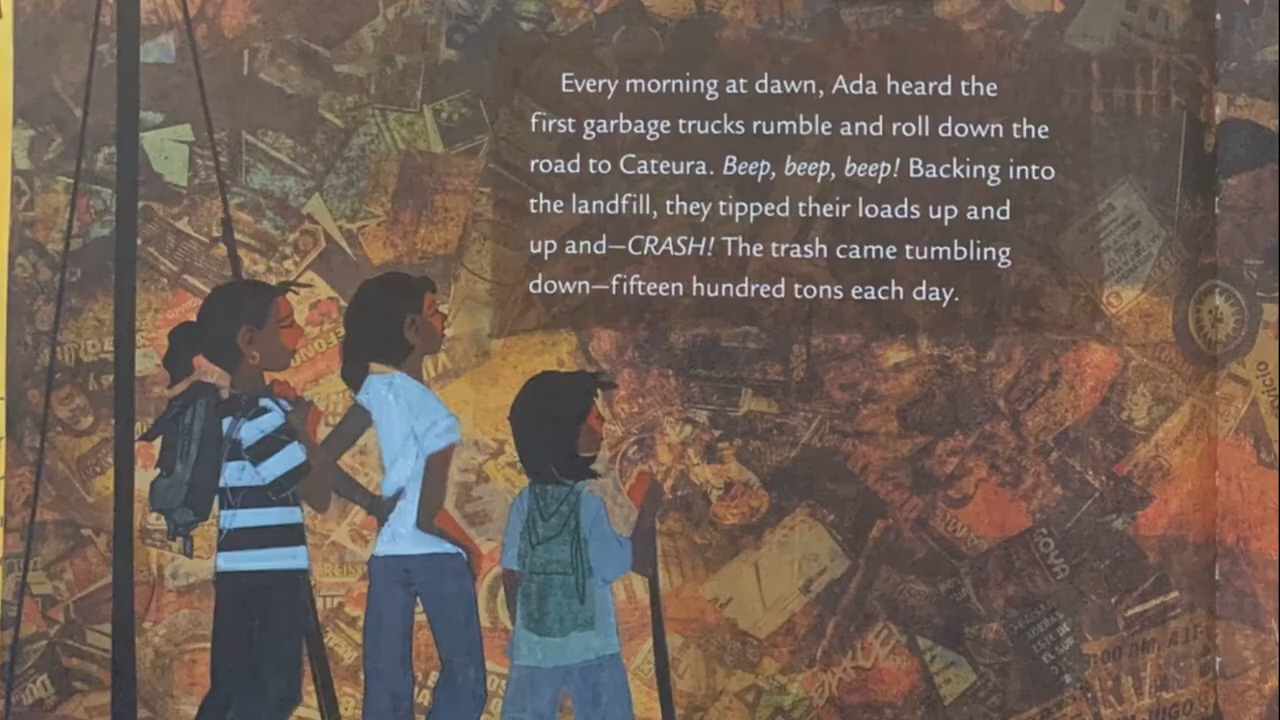 Every morning at dawn, Ada heard the
first garbage trucks rumble and roll down the
road to Cateura. Beep, beep, beep! Backing into
the landfill, they tipped their loads up and
up and—CRASH! The trash came tumbling
down—fifteen hundred tons each day.
GOYA